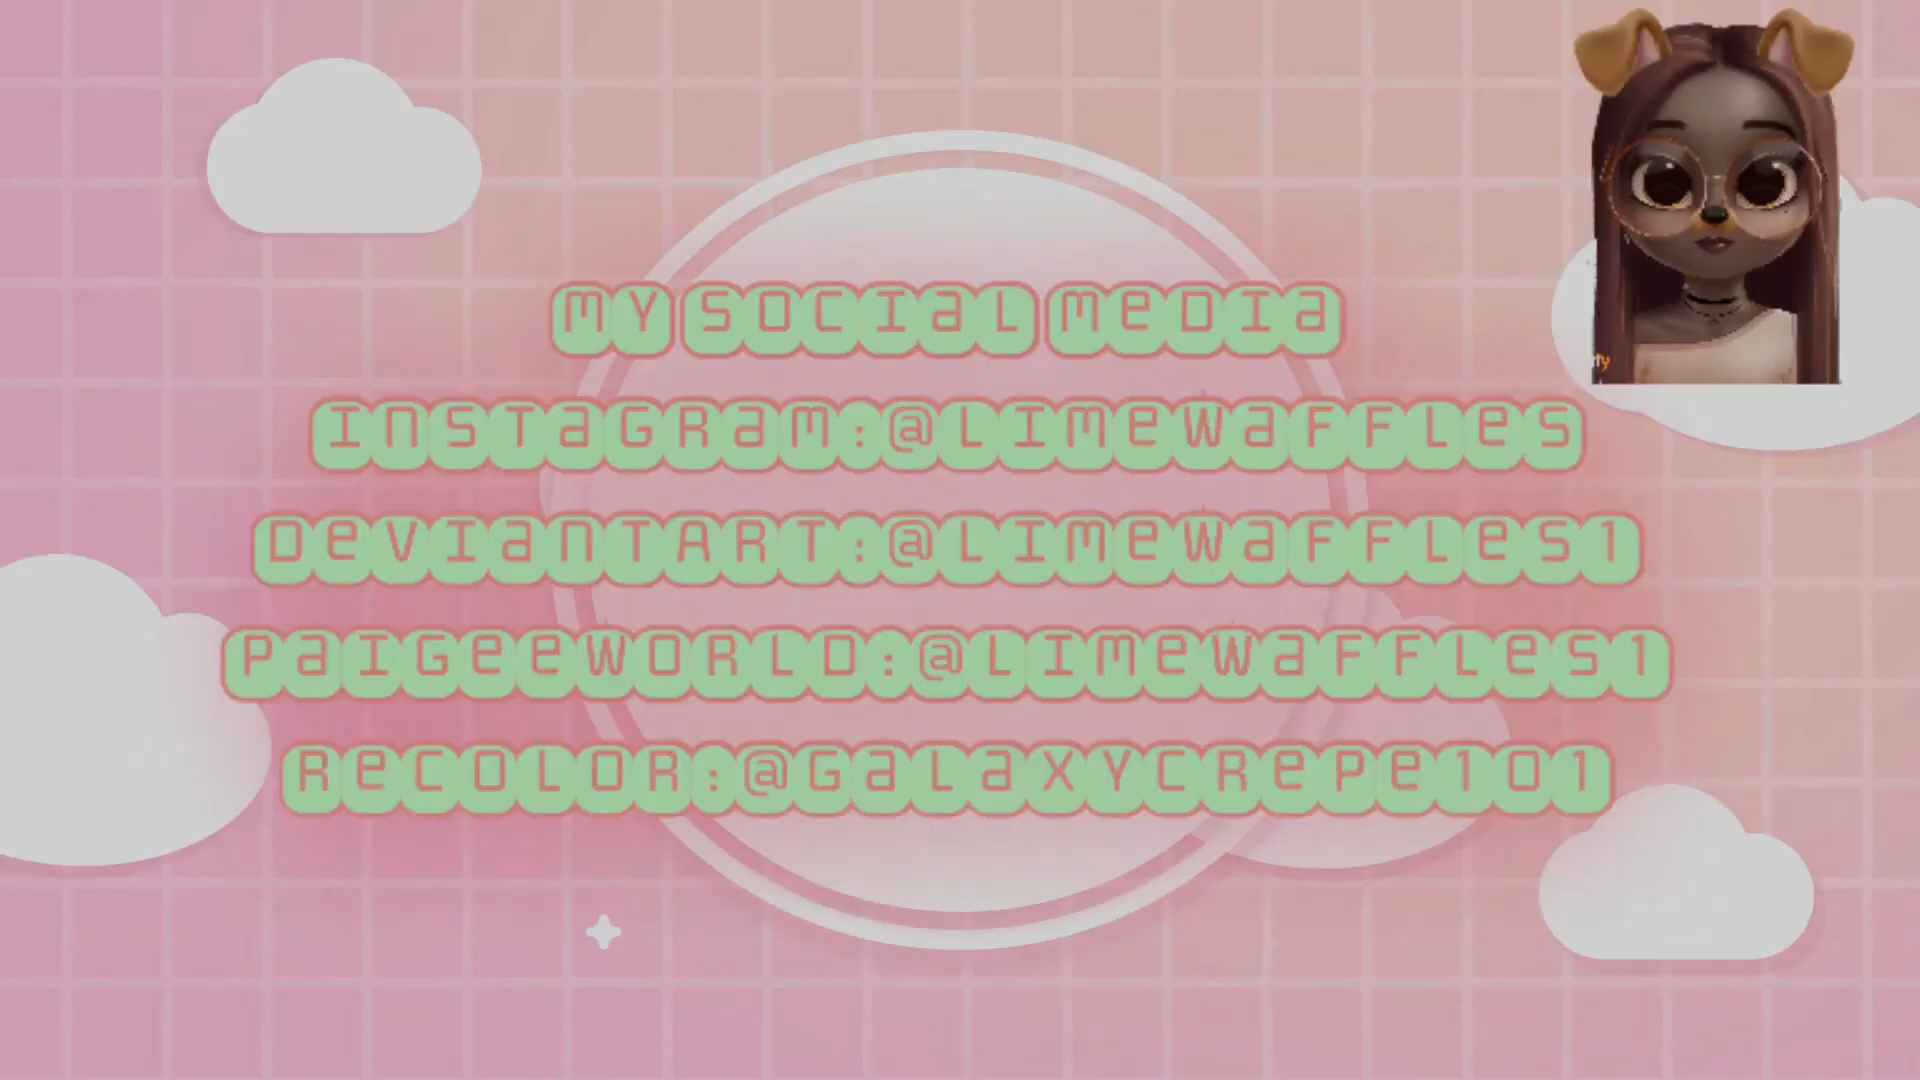 MY SOCIAL MEDIA
INSTAGRAM:@LIMEWAFFLES
DEVIANTART:@LIMEWAFFLES1
PAIGEEWORLD:@LIMEWAFFLES1
RECOLOR:@GALAXYCREPE101